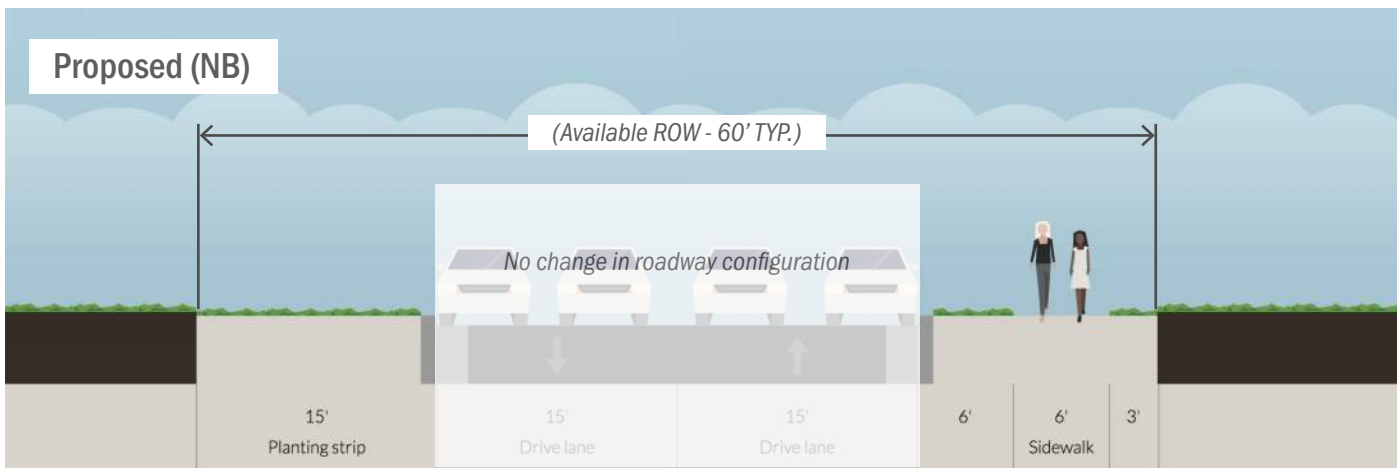 Proposed (NB)
(Available ROW - 60' TYP.)
No change in roadway configuration
15' 15' 15' 6' 6' 3'
Planting strip Drive lane Drive lane Sidewalk